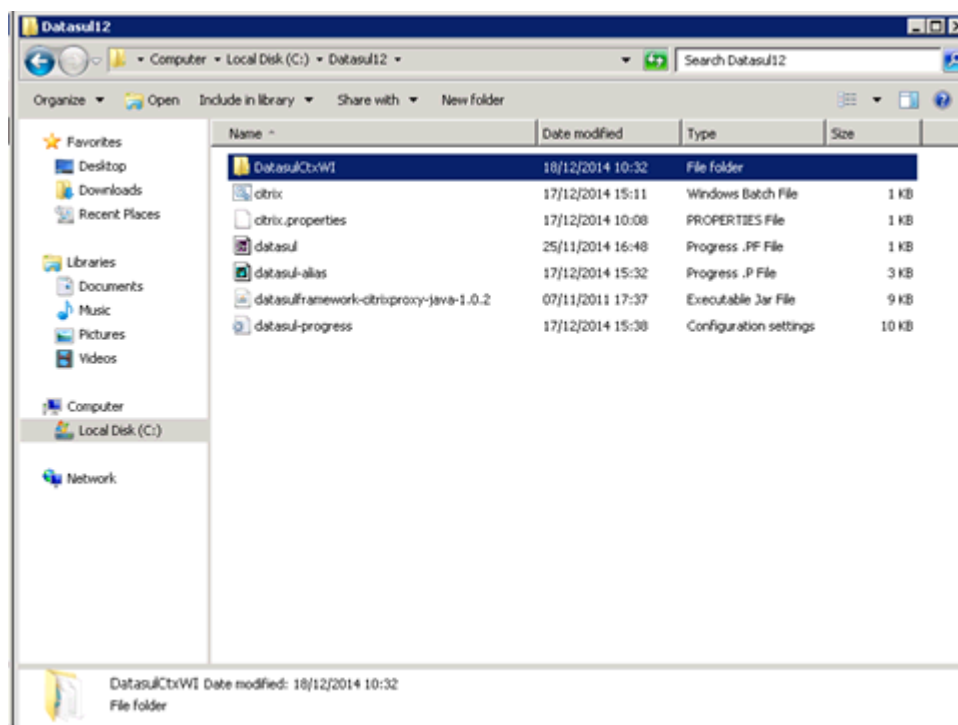 Datasul12
Computer Local Disk (C:) Datasul12 Search Datasul12
Organize Open Include in library Share with New folder
Favorites
Desktop
Downloads
Recent Places
Libraries
Documents
Music
Pictures
Videos
Computer
Local Disk (C:)
Network
Name Date modified Type Size
DatasulCtxWI 18/12/2014 10:32 File folder
citrix 17/12/2014 15:11 Windows Batch File 1 KB
citrix.properties 17/12/2014 10:08 PROPERTIES File 1 KB
datasul 25/11/2014 16:48 Progress .PF File 1 KB
datasul-alias 17/12/2014 15:32 Progress .P File 3 KB
datasulframework-citrixproxy-java-1.0.2 07/11/2011 17:37 Executable Jar File 9 KB
datasul-progress 17/12/2014 15:38 Configuration settings 10 KB
DatasulCtxWI Date modified: 18/12/2014 10:32
File folder